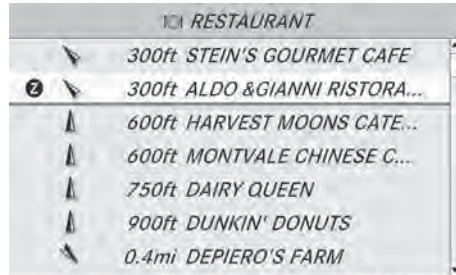 RESTAURANT
300ft STEIN'S GOURMET CAFE
Z 300ft ALDO &GIANNI RISTORA...
600ft HARVEST MOONS CATE...
600ft MONTVALE CHINESE C...
750ft DAIRY QUEEN
900ft DUNKIN' DONUTS
0.4mi DEPIERO'S FARM